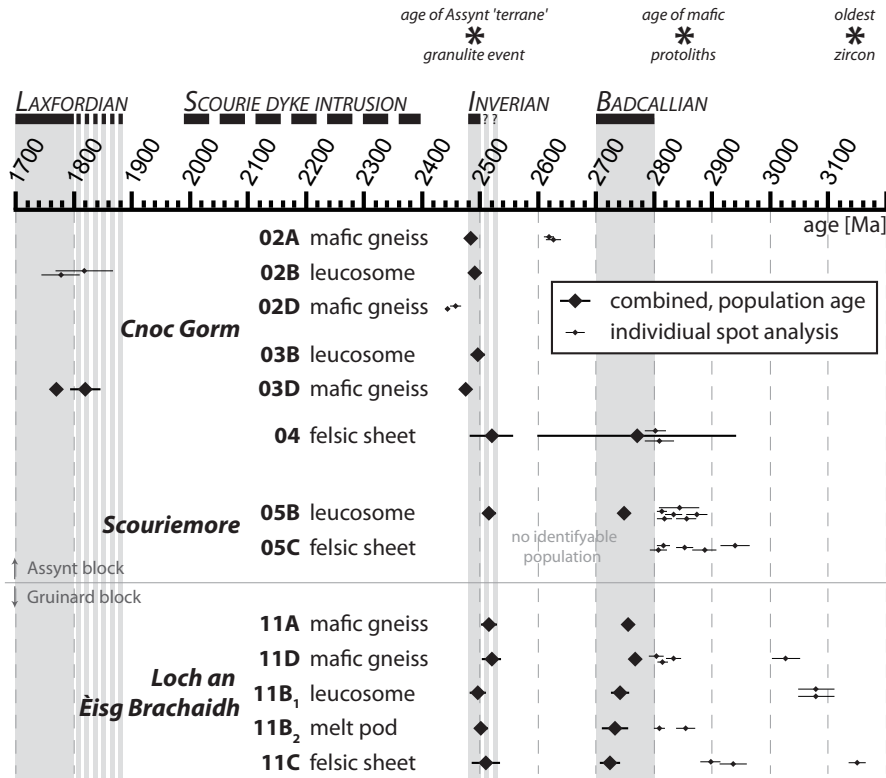 age of Assynt 'terrane'
*
granulite event
age of mafic
*
protoliths
oldest
*
zircon
LAXFORDIAN
SCOURIE DYKE INTRUSION
INVERIAN
? ?
BADCALLIAN
1700 1800 1900 2000 2100 2200 2300 2400 2500 2600 2700 2800 2900 3000 3100
age [Ma]
02A mafic gneiss
02B leucosome
02D mafic gneiss
Cnoc Gorm
03B leucosome
03D mafic gneiss
combined, population age
individiual spot analysis
04 felsic sheet
Scouriemore
05B leucosome
05C felsic sheet
no identifyable
population
↑ Assynt block
↓ Gruinard block
11A mafic gneiss
11D mafic gneiss
Loch an
Èisg Brachaidh
11B₁ leucosome
11B₂ melt pod
11C felsic sheet